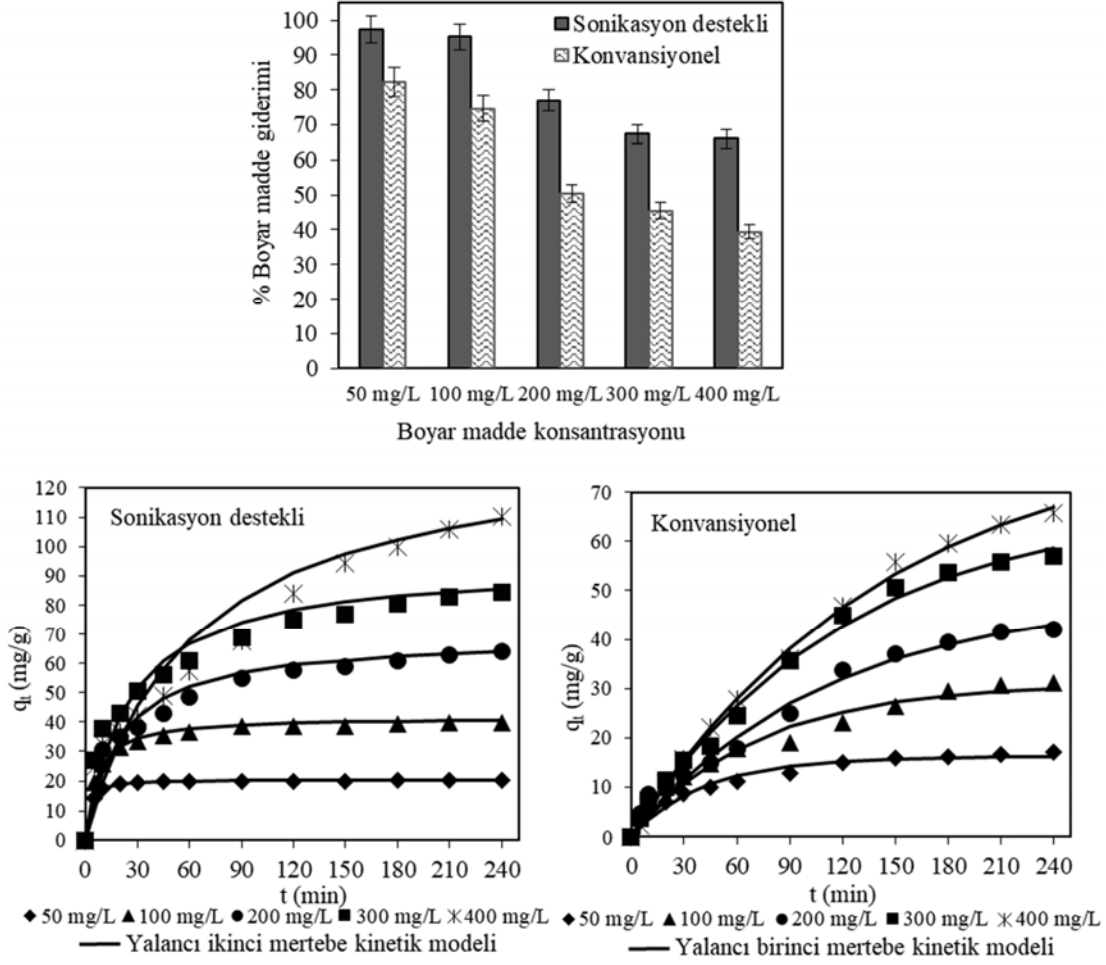 % Boyar madde giderimi
100
90
80
70
60
50
40
30
20
10
0
Sonikasyon destekli
Konvansiyonel
50 mg/L 100 mg/L 200 mg/L 300 mg/L 400 mg/L
Boyar madde konsantrasyonu
qt (mg/g)
120
110
100
90
80
70
60
50
40
30
20
10
0
Sonikasyon destekli
0 30 60 90 120 150 180 210 240
t (min)
50 mg/L 100 mg/L 200 mg/L 300 mg/L 400 mg/L
Yalancı ikinci mertebe kinetik modeli
qt (mg/g)
70
60
50
40
30
20
10
0
Konvansiyonel
0 30 60 90 120 150 180 210 240
t (min)
50 mg/L 100 mg/L 200 mg/L 300 mg/L 400 mg/L
Yalancı birinci mertebe kinetik modeli